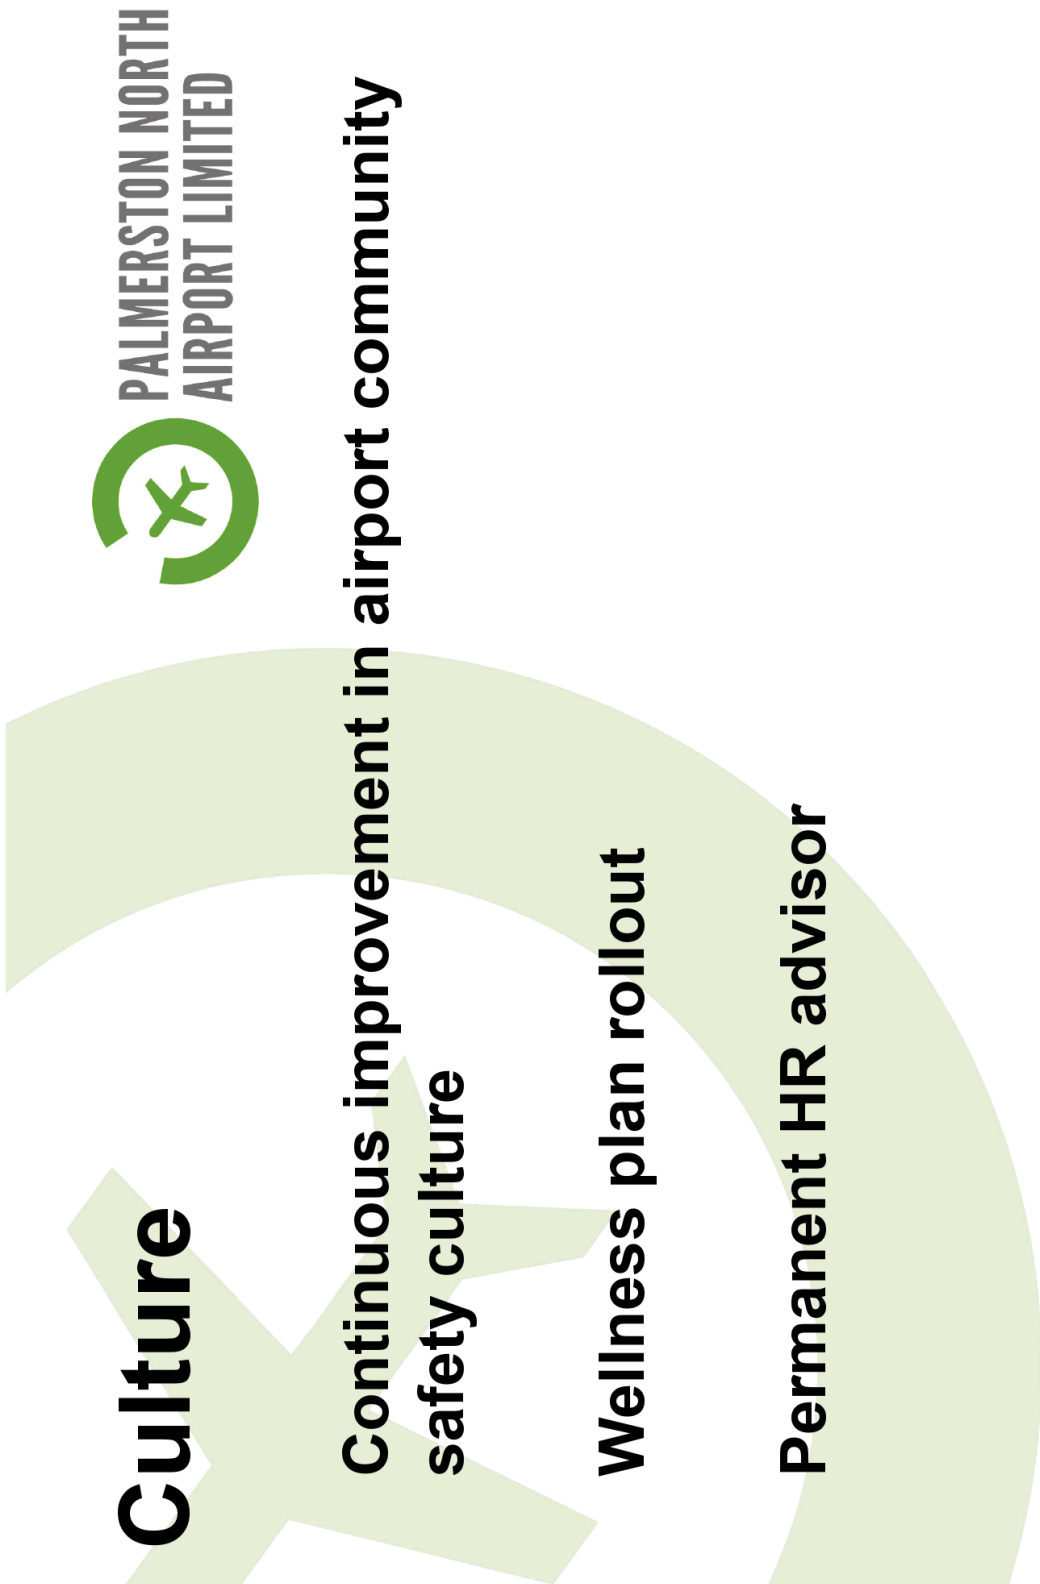 Culture
PALMERSTON NORTH
AIRPORT LIMITED
Continuous improvement in airport community
safety culture
Wellness plan rollout
Permanent HR advisor